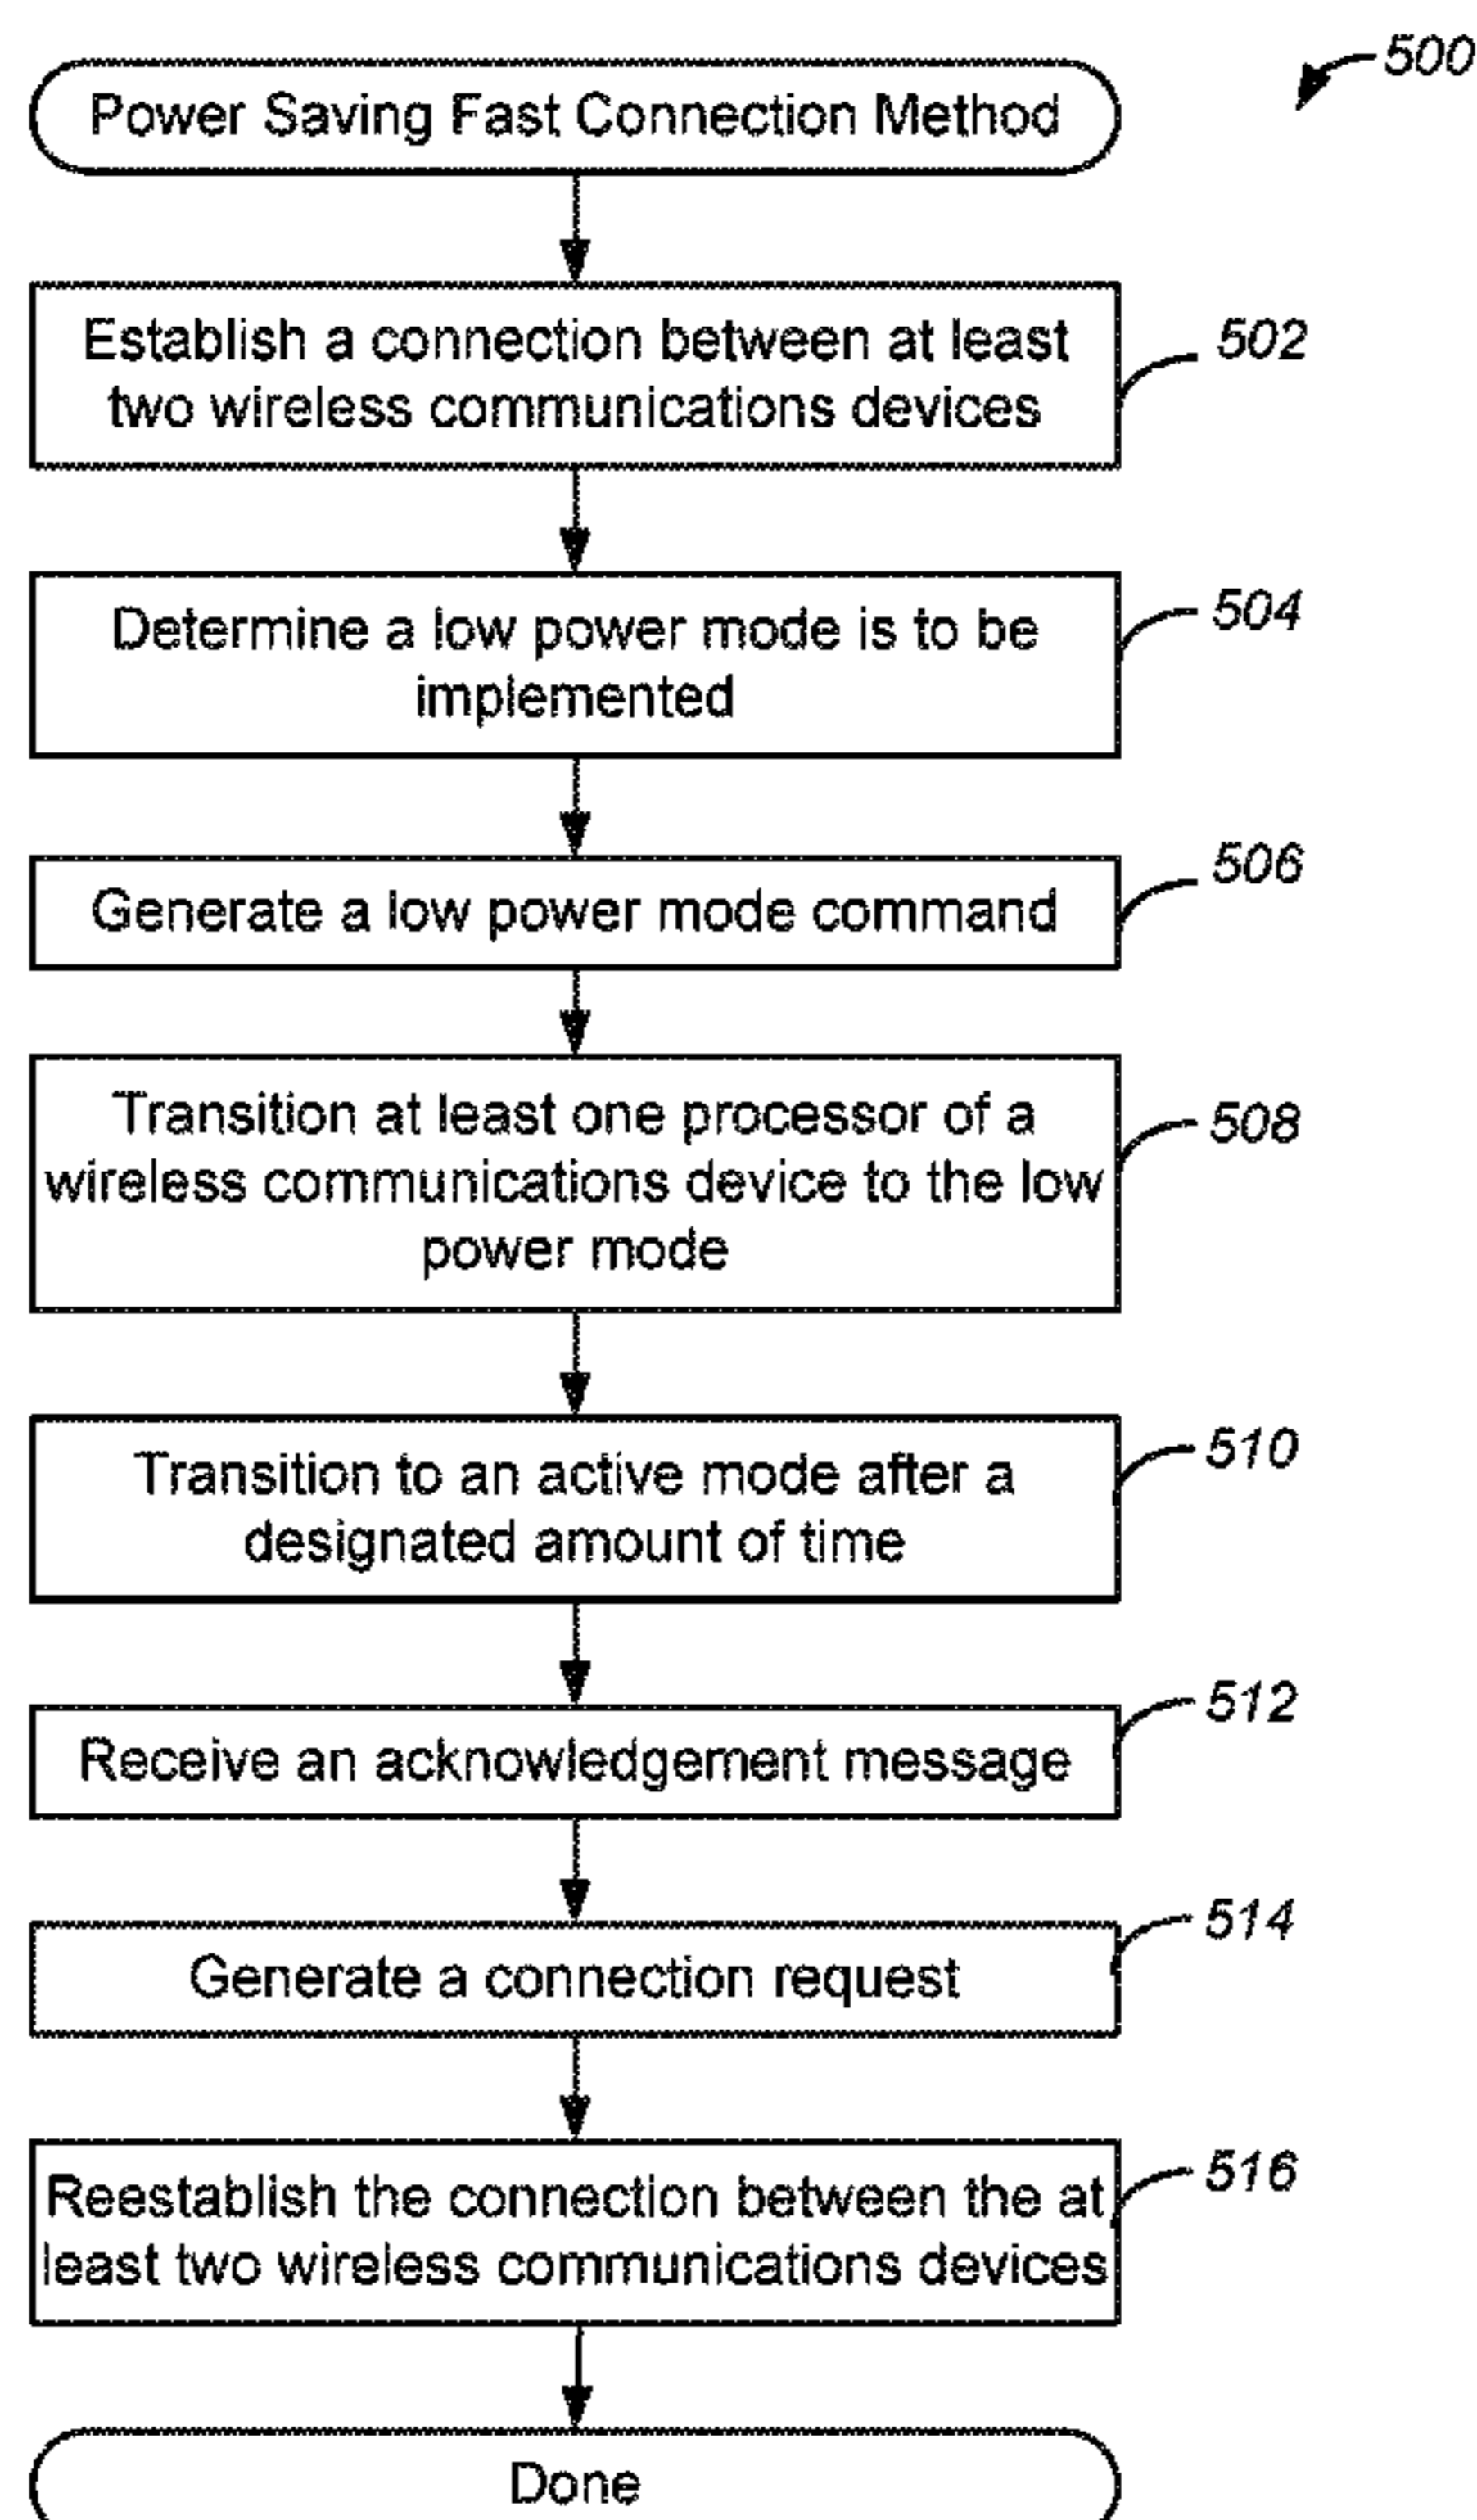 500
Power Saving Fast Connection Method
Establish a connection between at least
two wireless communications devices
502
Determine a low power mode is to be
implemented
504
Generate a low power mode command
506
Transition at least one processor of a
wireless communications device to the low
power mode
508
Transition to an active mode after a
designated amount of time
510
Receive an acknowledgement message
512
Generate a connection request
514
Reestablish the connection between the at
least two wireless communications devices
516
Done